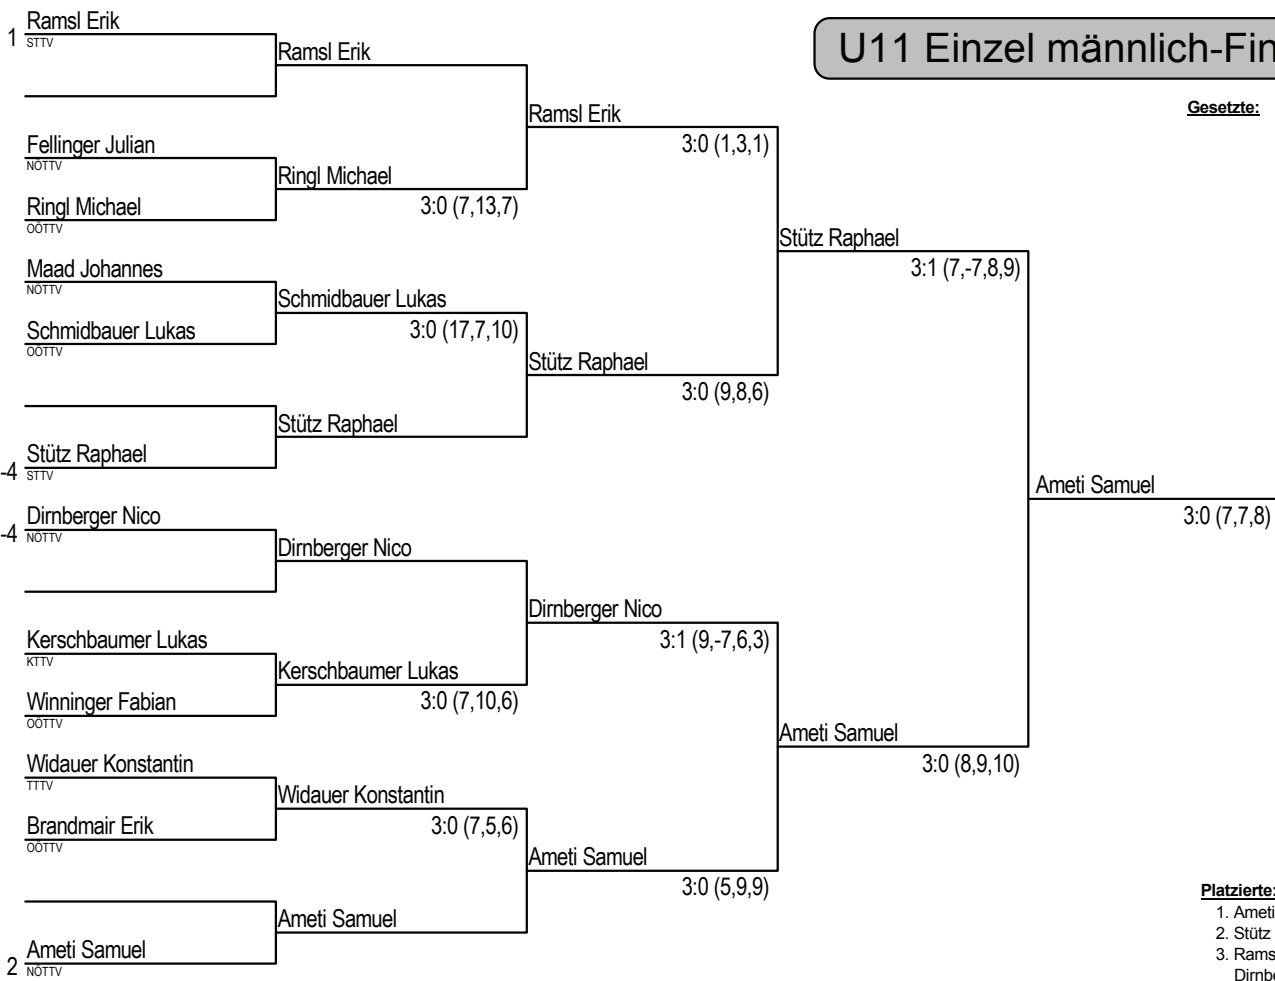 U11 Einzel männlich-Fin
Gesetzte:
1 Ramsl Erik
STTV
Fellinger Julian
NÖTTV
Ringl Michael
OÖTTV
Maad Johannes
NÖTTV
Schmidbauer Lukas
OÖTTV
-4 Stütz Raphael
STTV
-4 Dirnberger Nico
NÖTTV
Kerschbaumer Lukas
KTTV
Winninger Fabian
OÖTTV
Widauer Konstantin
TTTV
Brandmair Erik
OÖTTV
2 Ameti Samuel
NÖTTV
Ramsl Erik
Ringl Michael
3:0 (7,13,7)
Schmidbauer Lukas
3:0 (17,7,10)
Stütz Raphael
Dirnberger Nico
Kerschbaumer Lukas
3:0 (7,10,6)
Widauer Konstantin
3:0 (7,5,6)
Ameti Samuel
Ramsl Erik
3:0 (1,3,1)
Stütz Raphael
3:0 (9,8,6)
Dirnberger Nico
3:1 (9,-7,6,3)
Ameti Samuel
3:0 (5,9,9)
Stütz Raphael
3:1 (7,-7,8,9)
Ameti Samuel
3:0 (8,9,10)
Ameti Samuel
3:0 (7,7,8)
Platzierte:
1. Ameti
2. Stütz
3. Rams
Dirnbe